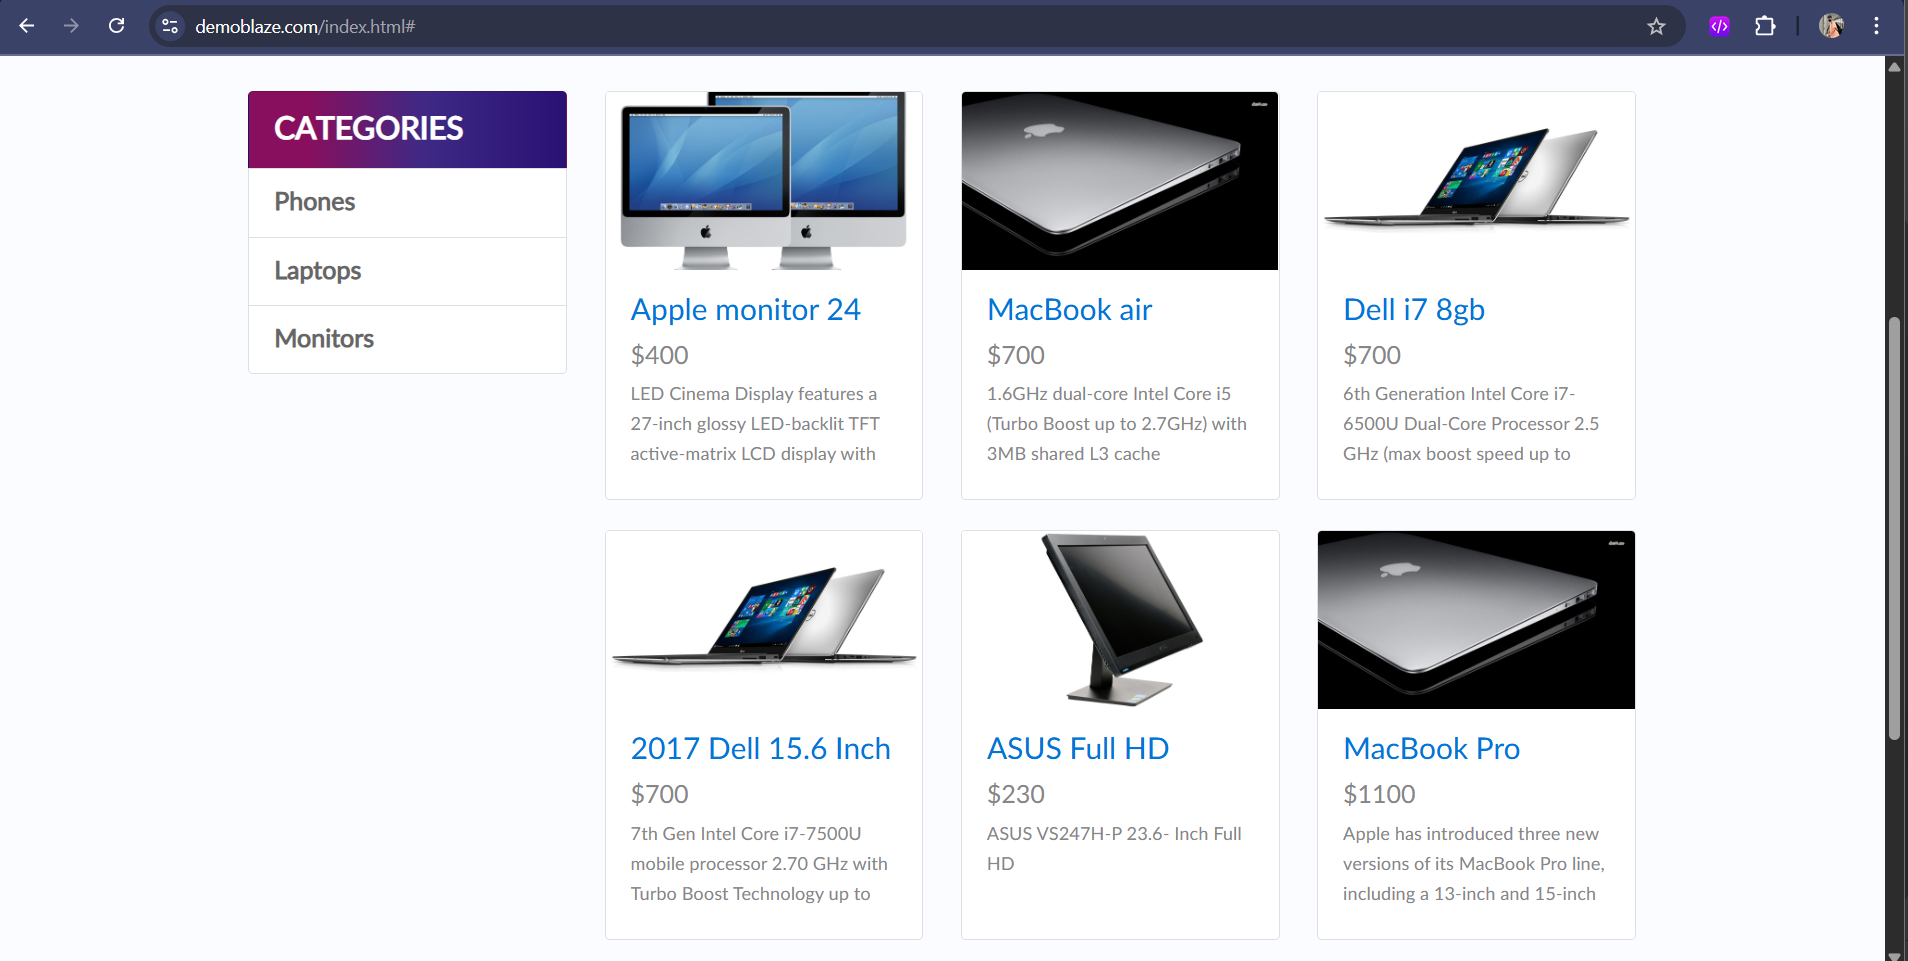 demoblaze.com/index.html#
CATEGORIES
Phones
Laptops
Monitors
Apple monitor 24
$400
LED Cinema Display features a
27-inch glossy LED-backlit TFT
active-matrix LCD display with
MacBook air
$700
1.6GHz dual-core Intel Core i5
(Turbo Boost up to 2.7GHz) with
3MB shared L3 cache
Dell i7 8gb
$700
6th Generation Intel Core i7-
6500U Dual-Core Processor 2.5
GHz (max boost speed up to
2017 Dell 15.6 Inch
$700
7th Gen Intel Core i7-7500U
mobile processor 2.70 GHz with
Turbo Boost Technology up to
ASUS Full HD
$230
ASUS VS247H-P 23.6- Inch Full
HD
MacBook Pro
$1100
Apple has introduced three new
versions of its MacBook Pro line,
including a 13-inch and 15-inch